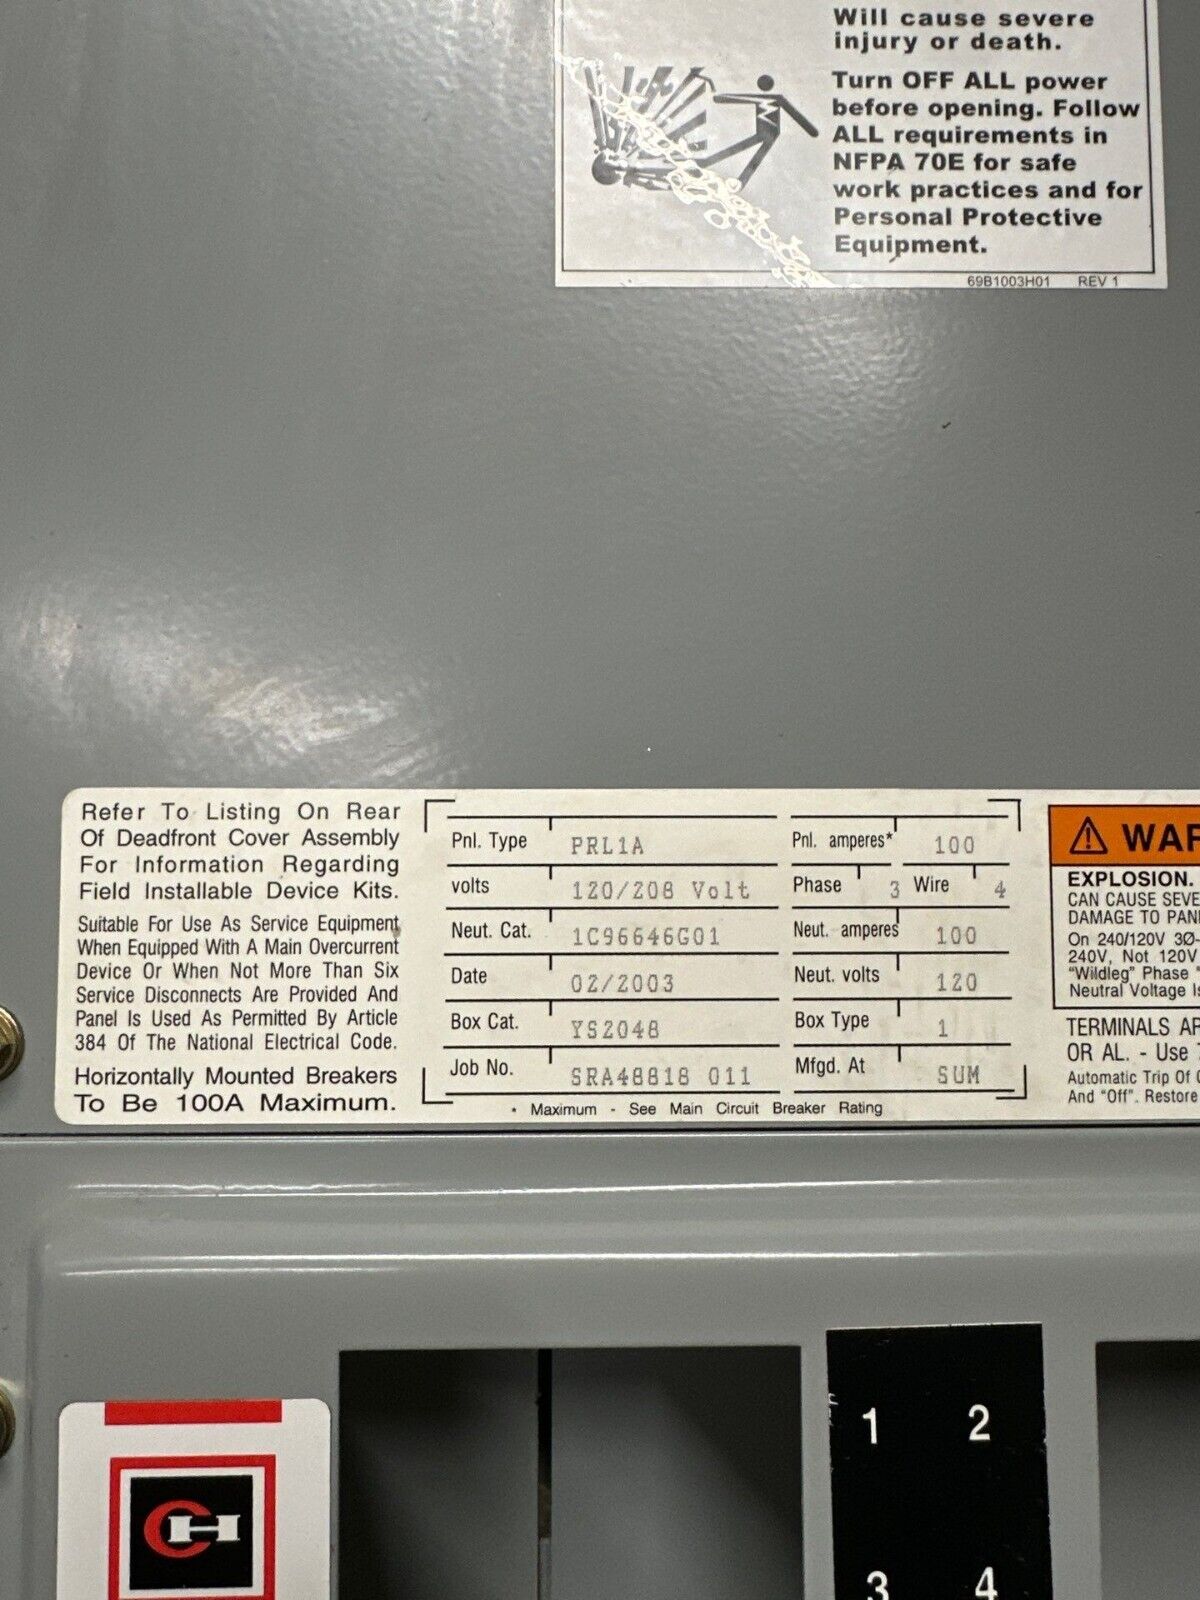 Will cause severe
injury or death.
Turn OFF ALL power
before opening. Follow
ALL requirements in
NFPA 70E for safe
work practices and for
Personal Protective
Equipment.
69B1003H01 REV 1
Refer To Listing On Rear
Of Deadfront Cover Assembly
For Information Regarding
Field Installable Device Kits.
Suitable For Use As Service Equipment
When Equipped With A Main Overcurrent
Device Or When Not More Than Six
Service Disconnects Are Provided And
Panel Is Used As Permitted By Article
384 Of The National Electrical Code.
Horizontally Mounted Breakers
To Be 100A Maximum.
Pnl. Type PRL1A Pnl. amperes* 100
volts 120/208 Volt Phase 3 Wire 4
Neut. Cat. 1C96646G01 Neut. amperes 100
Date 02/2003 Neut. volts 120
Box Cat. YS2048 Box Type 1
Job No. SRA48818 011 Mfgd. At SUM
* Maximum - See Main Circuit Breaker Rating
WAR
EXPLOSION.
CAN CAUSE SEVE
DAMAGE TO PAN
On 240/120V 3Ø-
240V, Not 120V
"Wildleg" Phase "
Neutral Voltage Is
TERMINALS AR
OR AL. - Use 7
Automatic Trip Of C
And "Off". Restore
1 2
3 4
CH